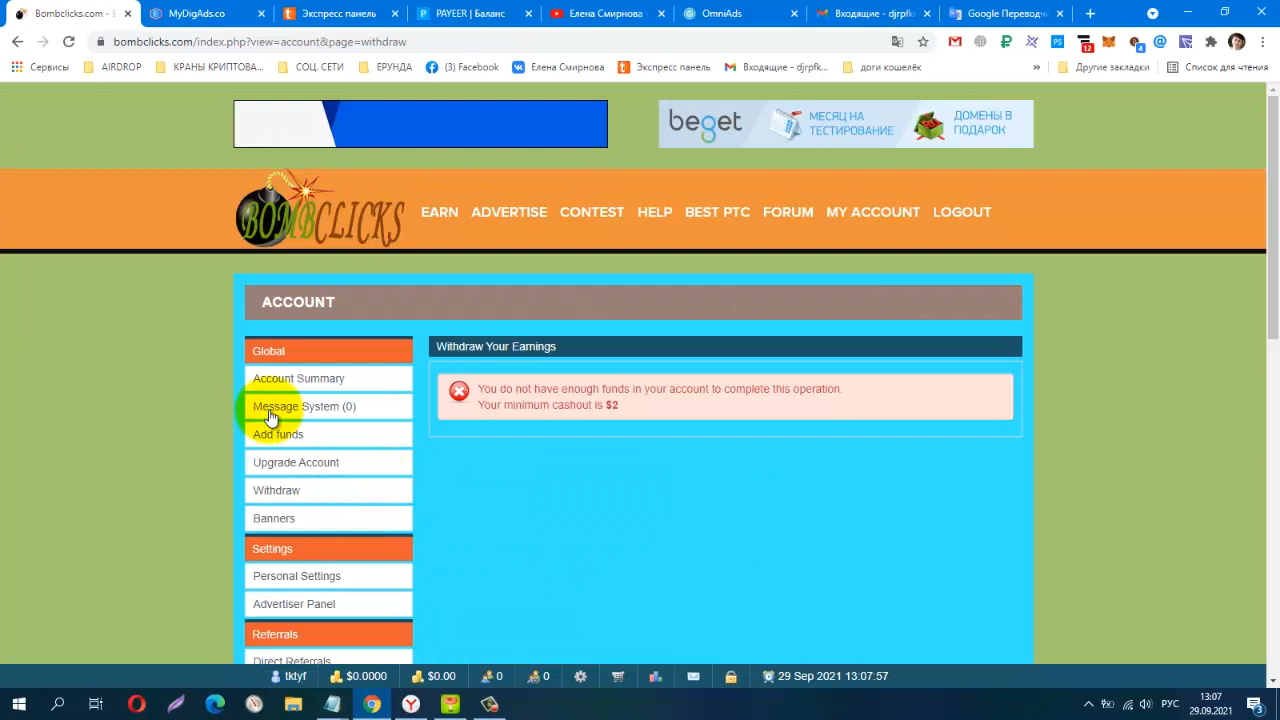 Bombclicks.com - E
MyDigAds.co
Экспресс панель
PAYEER | Баланс
Елена Смирнова
OmniAds
Входящие - djrpfk
Google Переводч
bombclicks.com/index.php?view=account&page=withdraw
12
4
Сервисы
AIRDROP
КРАНЫ КРИПТОВА...
СОЦ. СЕТИ
ЕРУНДА
(3) Facebook
Елена Смирнова
Экспресс панель
Входящие - djrpfk...
доги кошелёк
»
Другие закладки
Список для чтения
beget
МЕСЯЦ НА
ТЕСТИРОВАНИЕ
ДОМЕНЫ В
ПОДАРОК
BOMBCLICKS
EARN
ADVERTISE
CONTEST
HELP
BEST PTC
FORUM
MY ACCOUNT
LOGOUT
ACCOUNT
Global
Account Summary
Message System (0)
Add funds
Upgrade Account
Withdraw
Banners
Settings
Personal Settings
Advertiser Panel
Referrals
Direct Referrals
Withdraw Your Earnings
You do not have enough funds in your account to complete this operation.
Your minimum cashout is $2
tktyf
$0.0000
$0.00
0
0
29 Sep 2021 13:07:57
РУС
13:07
29.09.2021
3